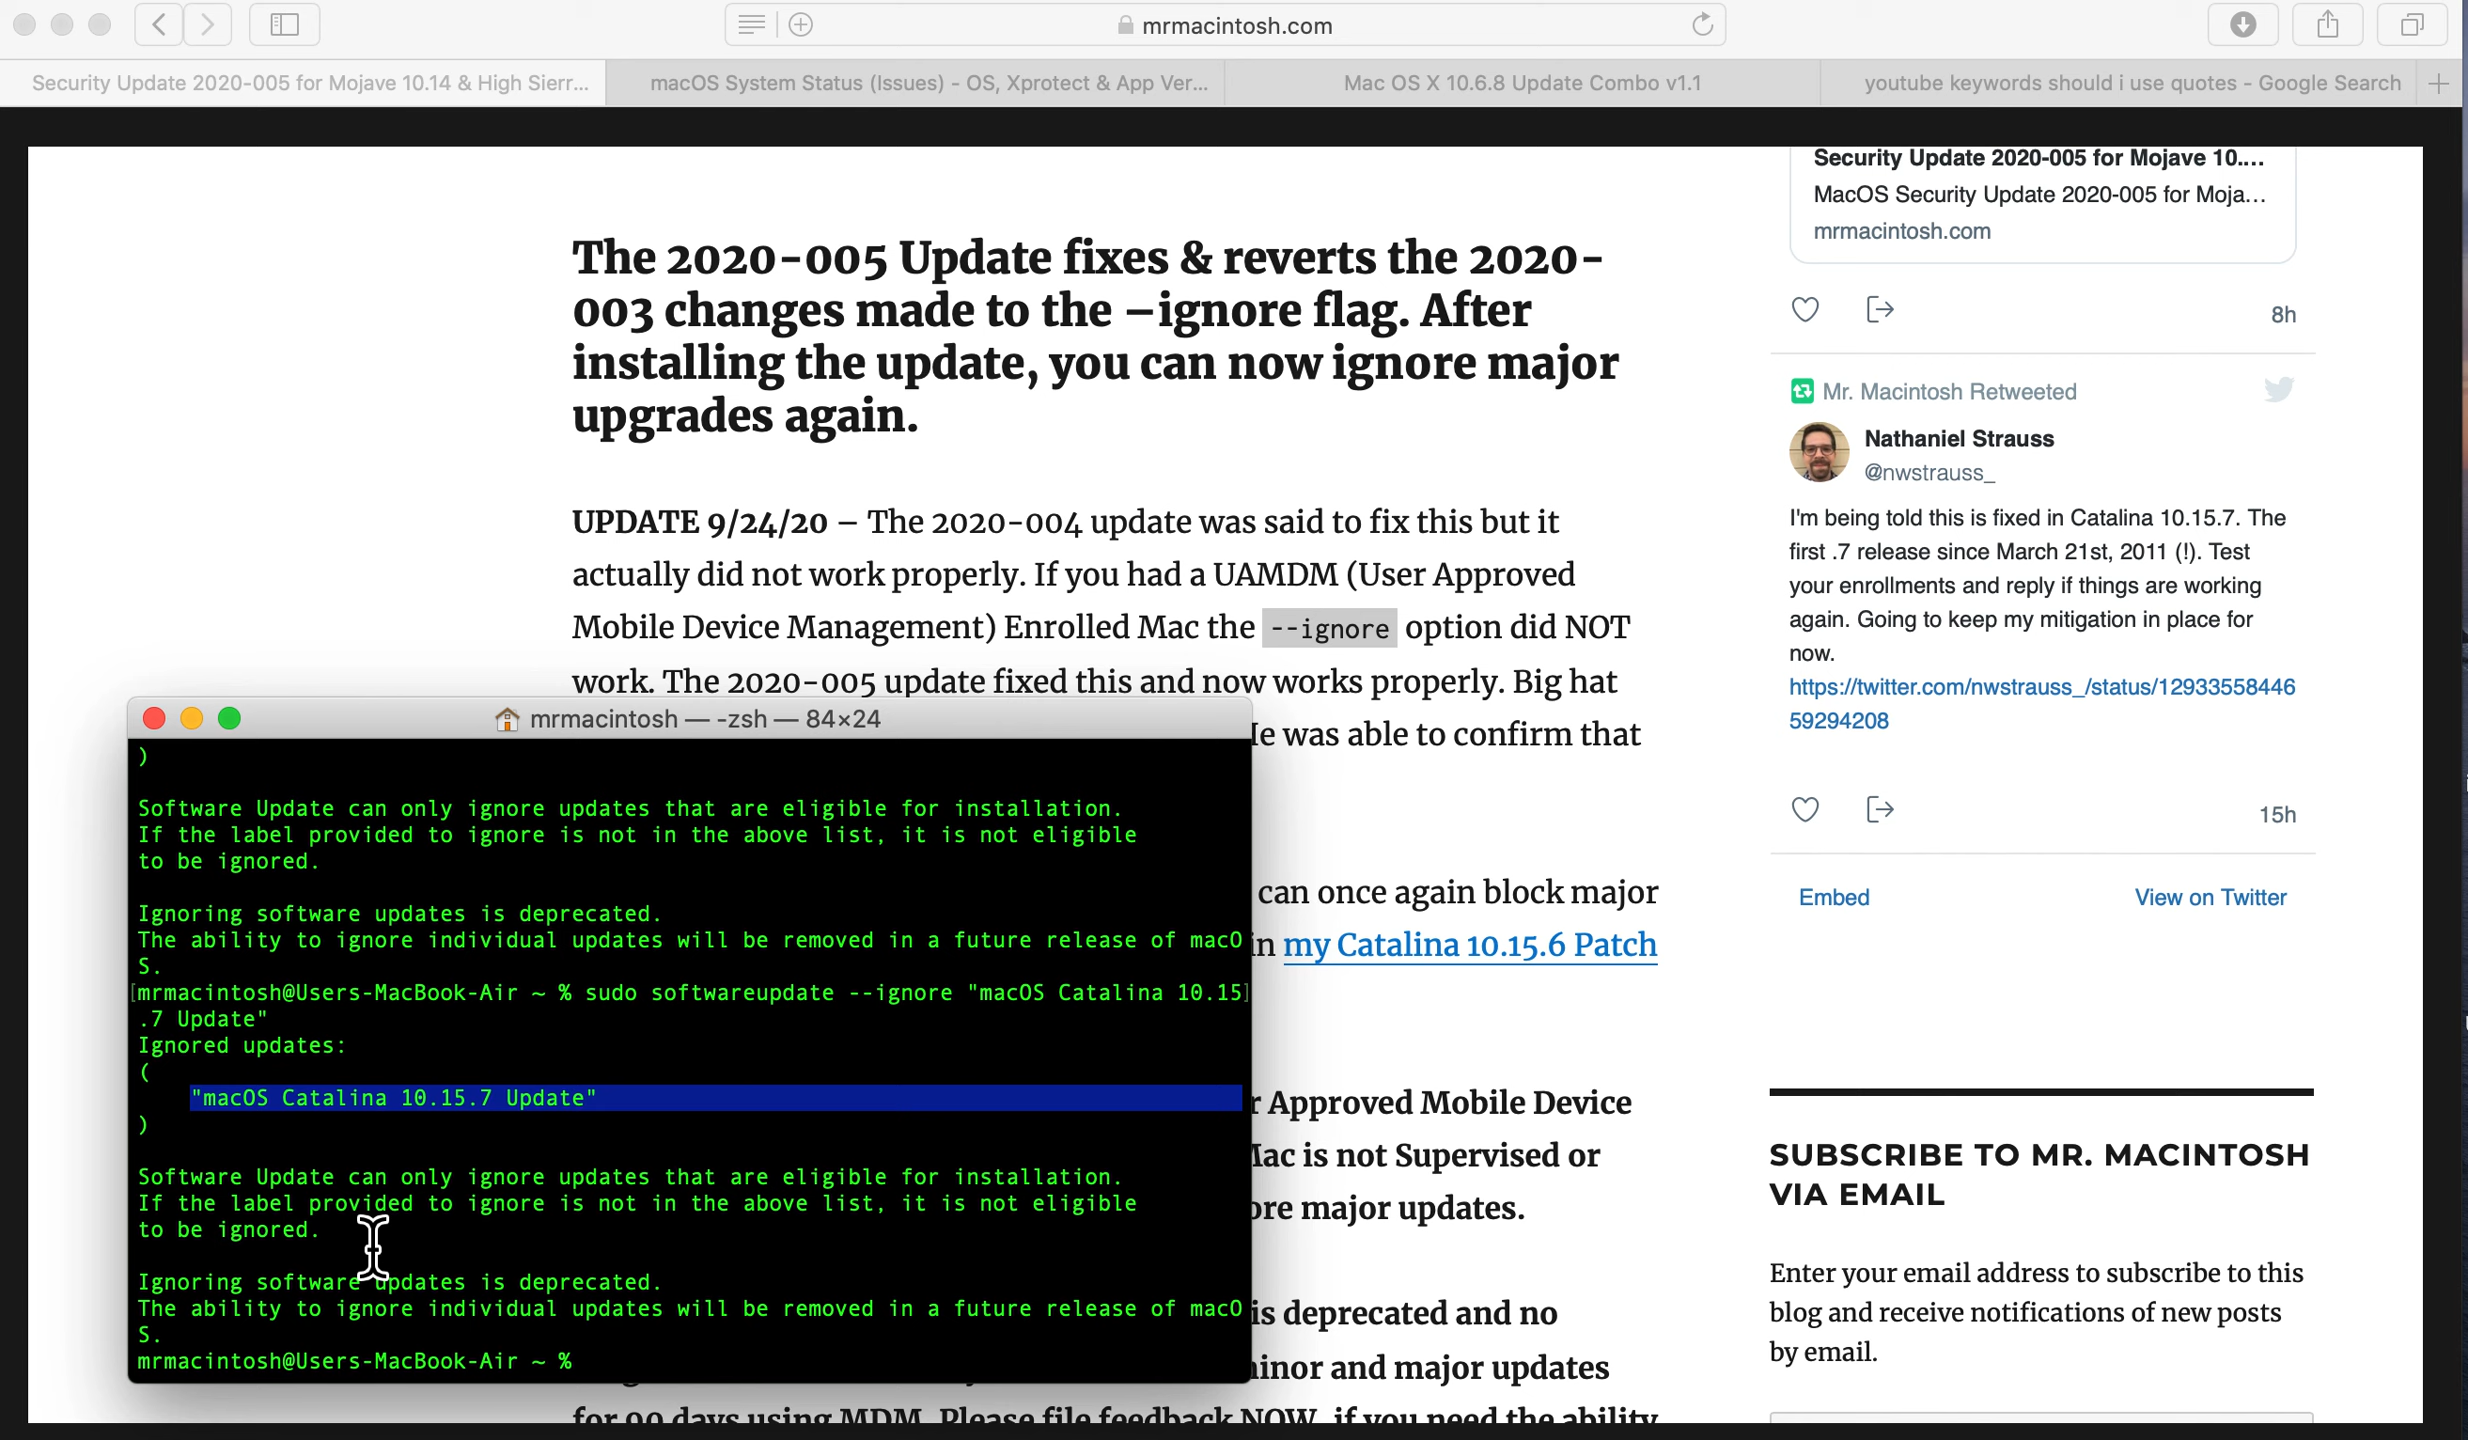 mrmacintosh.com
Security Update 2020-005 for Mojave 10.14 & High Sierr...
macOS System Status (Issues) - OS, Xprotect & App Ver...
Mac OS X 10.6.8 Update Combo v1.1
youtube keywords should i use quotes - Google Search
The 2020-005 Update fixes & reverts the 2020-
003 changes made to the –ignore flag. After
installing the update, you can now ignore major
upgrades again.
UPDATE 9/24/20 – The 2020-004 update was said to fix this but it
actually did not work properly. If you had a UAMDM (User Approved
Mobile Device Management) Enrolled Mac the --ignore option did NOT
work. The 2020-005 update fixed this and now works properly. Big hat
was able to confirm that
can once again block major
in my Catalina 10.15.6 Patch
Approved Mobile Device
is not Supervised or
major updates.
is deprecated and no
and major updates
for 90 days using MDM. Please file feedback NOW, if you need the ability
mrmacintosh — -zsh — 84×24
)
Software Update can only ignore updates that are eligible for installation.
If the label provided to ignore is not in the above list, it is not eligible
to be ignored.
Ignoring software updates is deprecated.
The ability to ignore individual updates will be removed in a future release of macO
S.
[mrmacintosh@Users-MacBook-Air ~ % sudo softwareupdate --ignore "macOS Catalina 10.15]
.7 Update"
Ignored updates:
(
"macOS Catalina 10.15.7 Update"
)
Software Update can only ignore updates that are eligible for installation.
If the label provided to ignore is not in the above list, it is not eligible
to be ignored.
Ignoring software updates is deprecated.
The ability to ignore individual updates will be removed in a future release of macO
S.
mrmacintosh@Users-MacBook-Air ~ %
Security Update 2020-005 for Mojave 10....
MacOS Security Update 2020-005 for Moja...
mrmacintosh.com
8h
Mr. Macintosh Retweeted
Nathaniel Strauss
@nwstrauss_
I'm being told this is fixed in Catalina 10.15.7. The
first .7 release since March 21st, 2011 (!). Test
your enrollments and reply if things are working
again. Going to keep my mitigation in place for
now.
https://twitter.com/nwstrauss_/status/12933558446
59294208
15h
Embed
View on Twitter
SUBSCRIBE TO MR. MACINTOSH
VIA EMAIL
Enter your email address to subscribe to this
blog and receive notifications of new posts
by email.